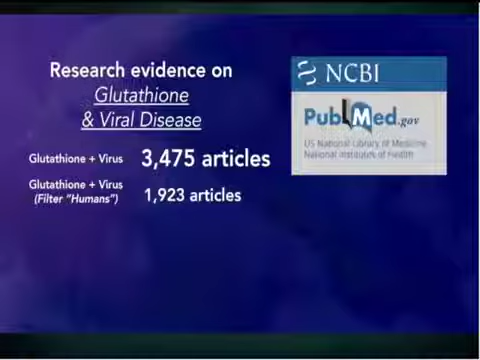 Research evidence on
Glutathione
& Viral Disease
Glutathione + Virus 3,475 articles
Glutathione + Virus
(Filter "Humans") 1,923 articles
NCBI
PubMed.gov
US National Library of Medicine
National Institutes of Health